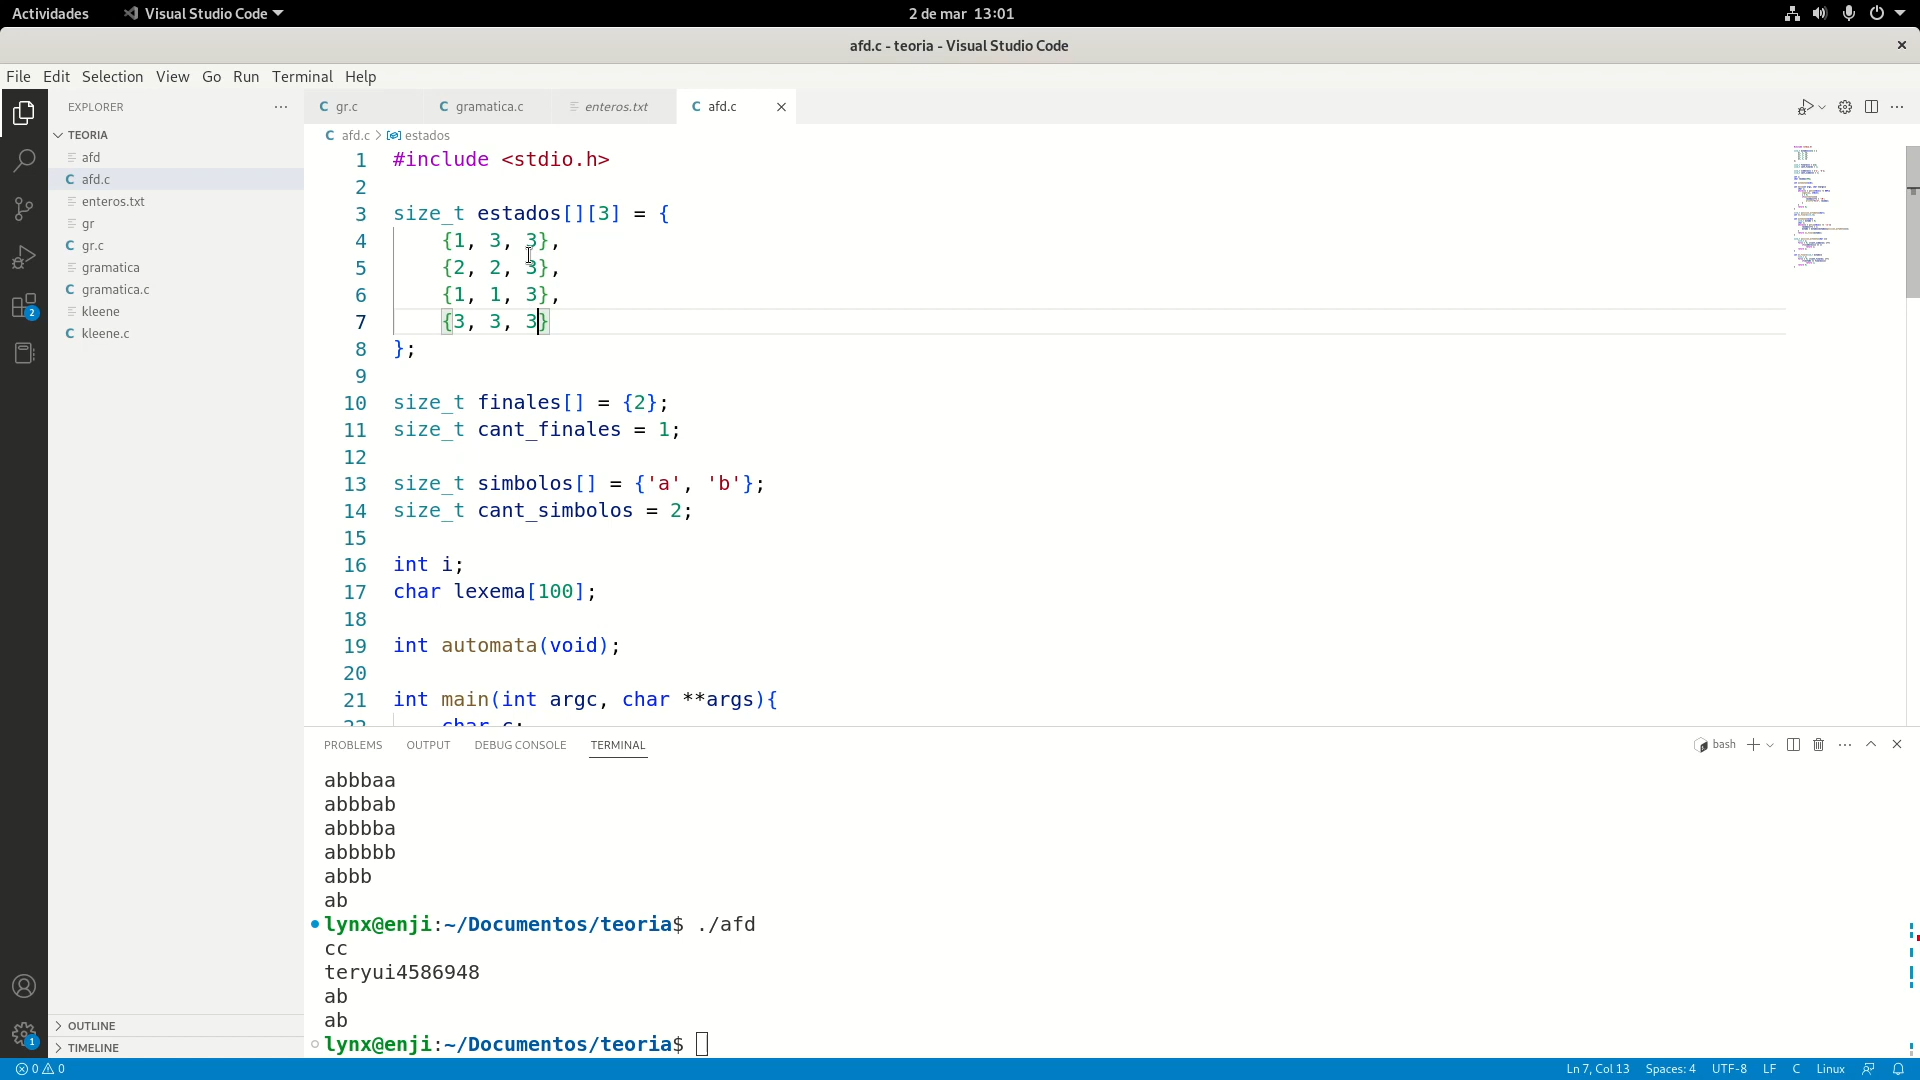 Actividades
Visual Studio Code
2 de mar 13:01
afd.c - teoria - Visual Studio Code
File Edit Selection View Go Run Terminal Help
EXPLORER
TEORIA
afd
C afd.c
enteros.txt
gr
C gr.c
gramatica
C gramatica.c
kleene
C kleene.c
OUTLINE
TIMELINE
2
1
C gr.c
C gramatica.c
enteros.txt
C afd.c
C afd.c > estados
1 #include <stdio.h>
2
3 size_t estados[][3] = {
4 {1, 3, 3},
5 {2, 2, 3},
6 {1, 1, 3},
7 {3, 3, 3}
8 };
9
10 size_t finales[] = {2};
11 size_t cant_finales = 1;
12
13 size_t simbolos[] = {'a', 'b'};
14 size_t cant_simbolos = 2;
15
16 int i;
17 char lexema[100];
18
19 int automata(void);
20
21 int main(int argc, char **args){
22 char c;
PROBLEMS OUTPUT DEBUG CONSOLE TERMINAL
bash
abbbaa
abbbab
abbbba
abbbbb
abbb
ab
lynx@enji:~/Documentos/teoria$ ./afd
cc
teryui4586948
ab
ab
lynx@enji:~/Documentos/teoria$
0 0
Ln 7, Col 13 Spaces: 4 UTF-8 LF C Linux